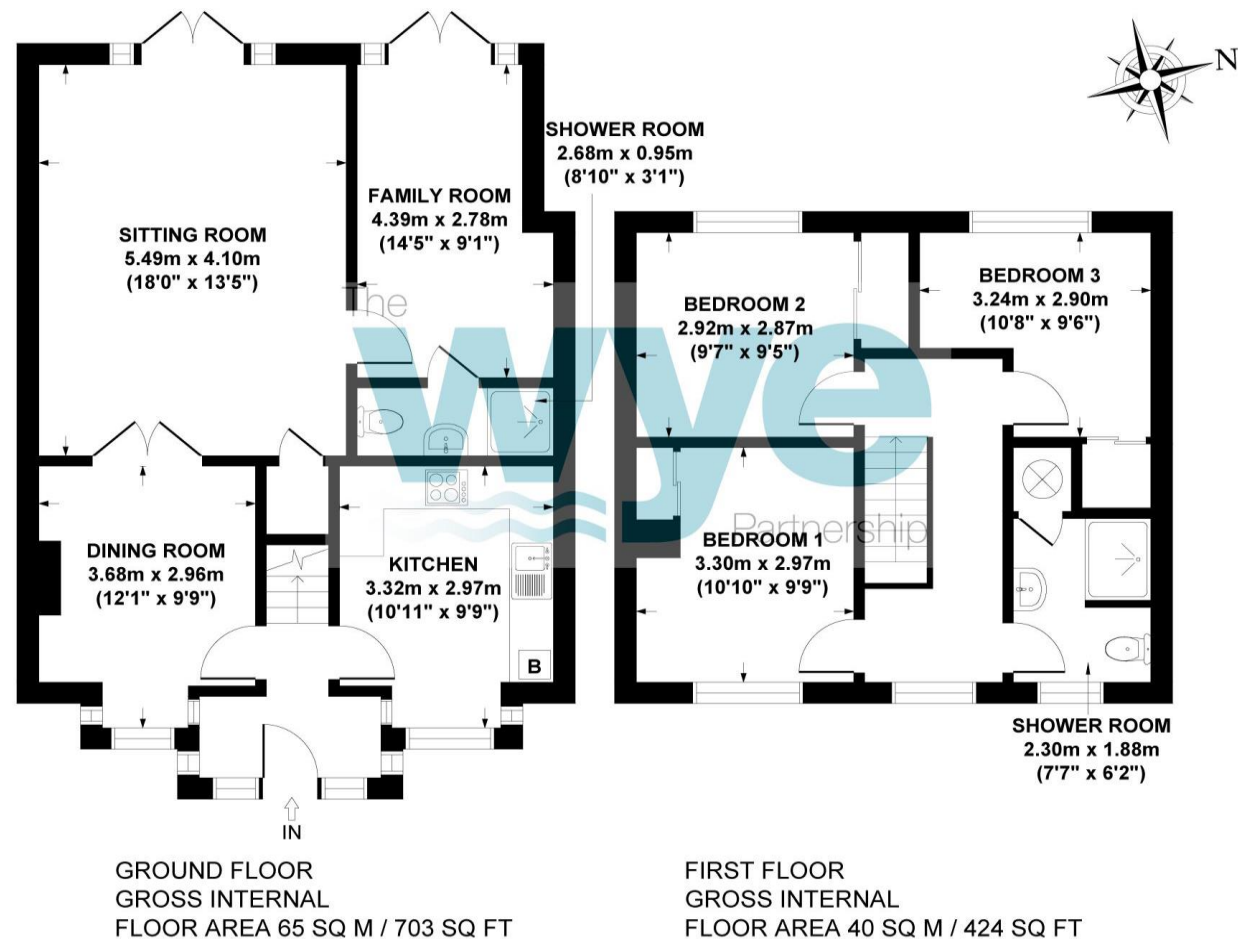 N
SHOWER ROOM
2.68m x 0.95m
(8'10" x 3'1")
FAMILY ROOM
4.39m x 2.78m
(14'5" x 9'1")
SITTING ROOM
5.49m x 4.10m
(18'0" x 13'5")
BEDROOM 2
2.92m x 2.87m
(9'7" x 9'5")
BEDROOM 3
3.24m x 2.90m
(10'8" x 9'6")
The
wye
Partnership
DINING ROOM
3.68m x 2.96m
(12'1" x 9'9")
KITCHEN
3.32m x 2.97m
(10'11" x 9'9")
B
BEDROOM 1
3.30m x 2.97m
(10'10" x 9'9")
SHOWER ROOM
2.30m x 1.88m
(7'7" x 6'2")
IN
GROUND FLOOR
GROSS INTERNAL
FLOOR AREA 65 SQ M / 703 SQ FT
FIRST FLOOR
GROSS INTERNAL
FLOOR AREA 40 SQ M / 424 SQ FT